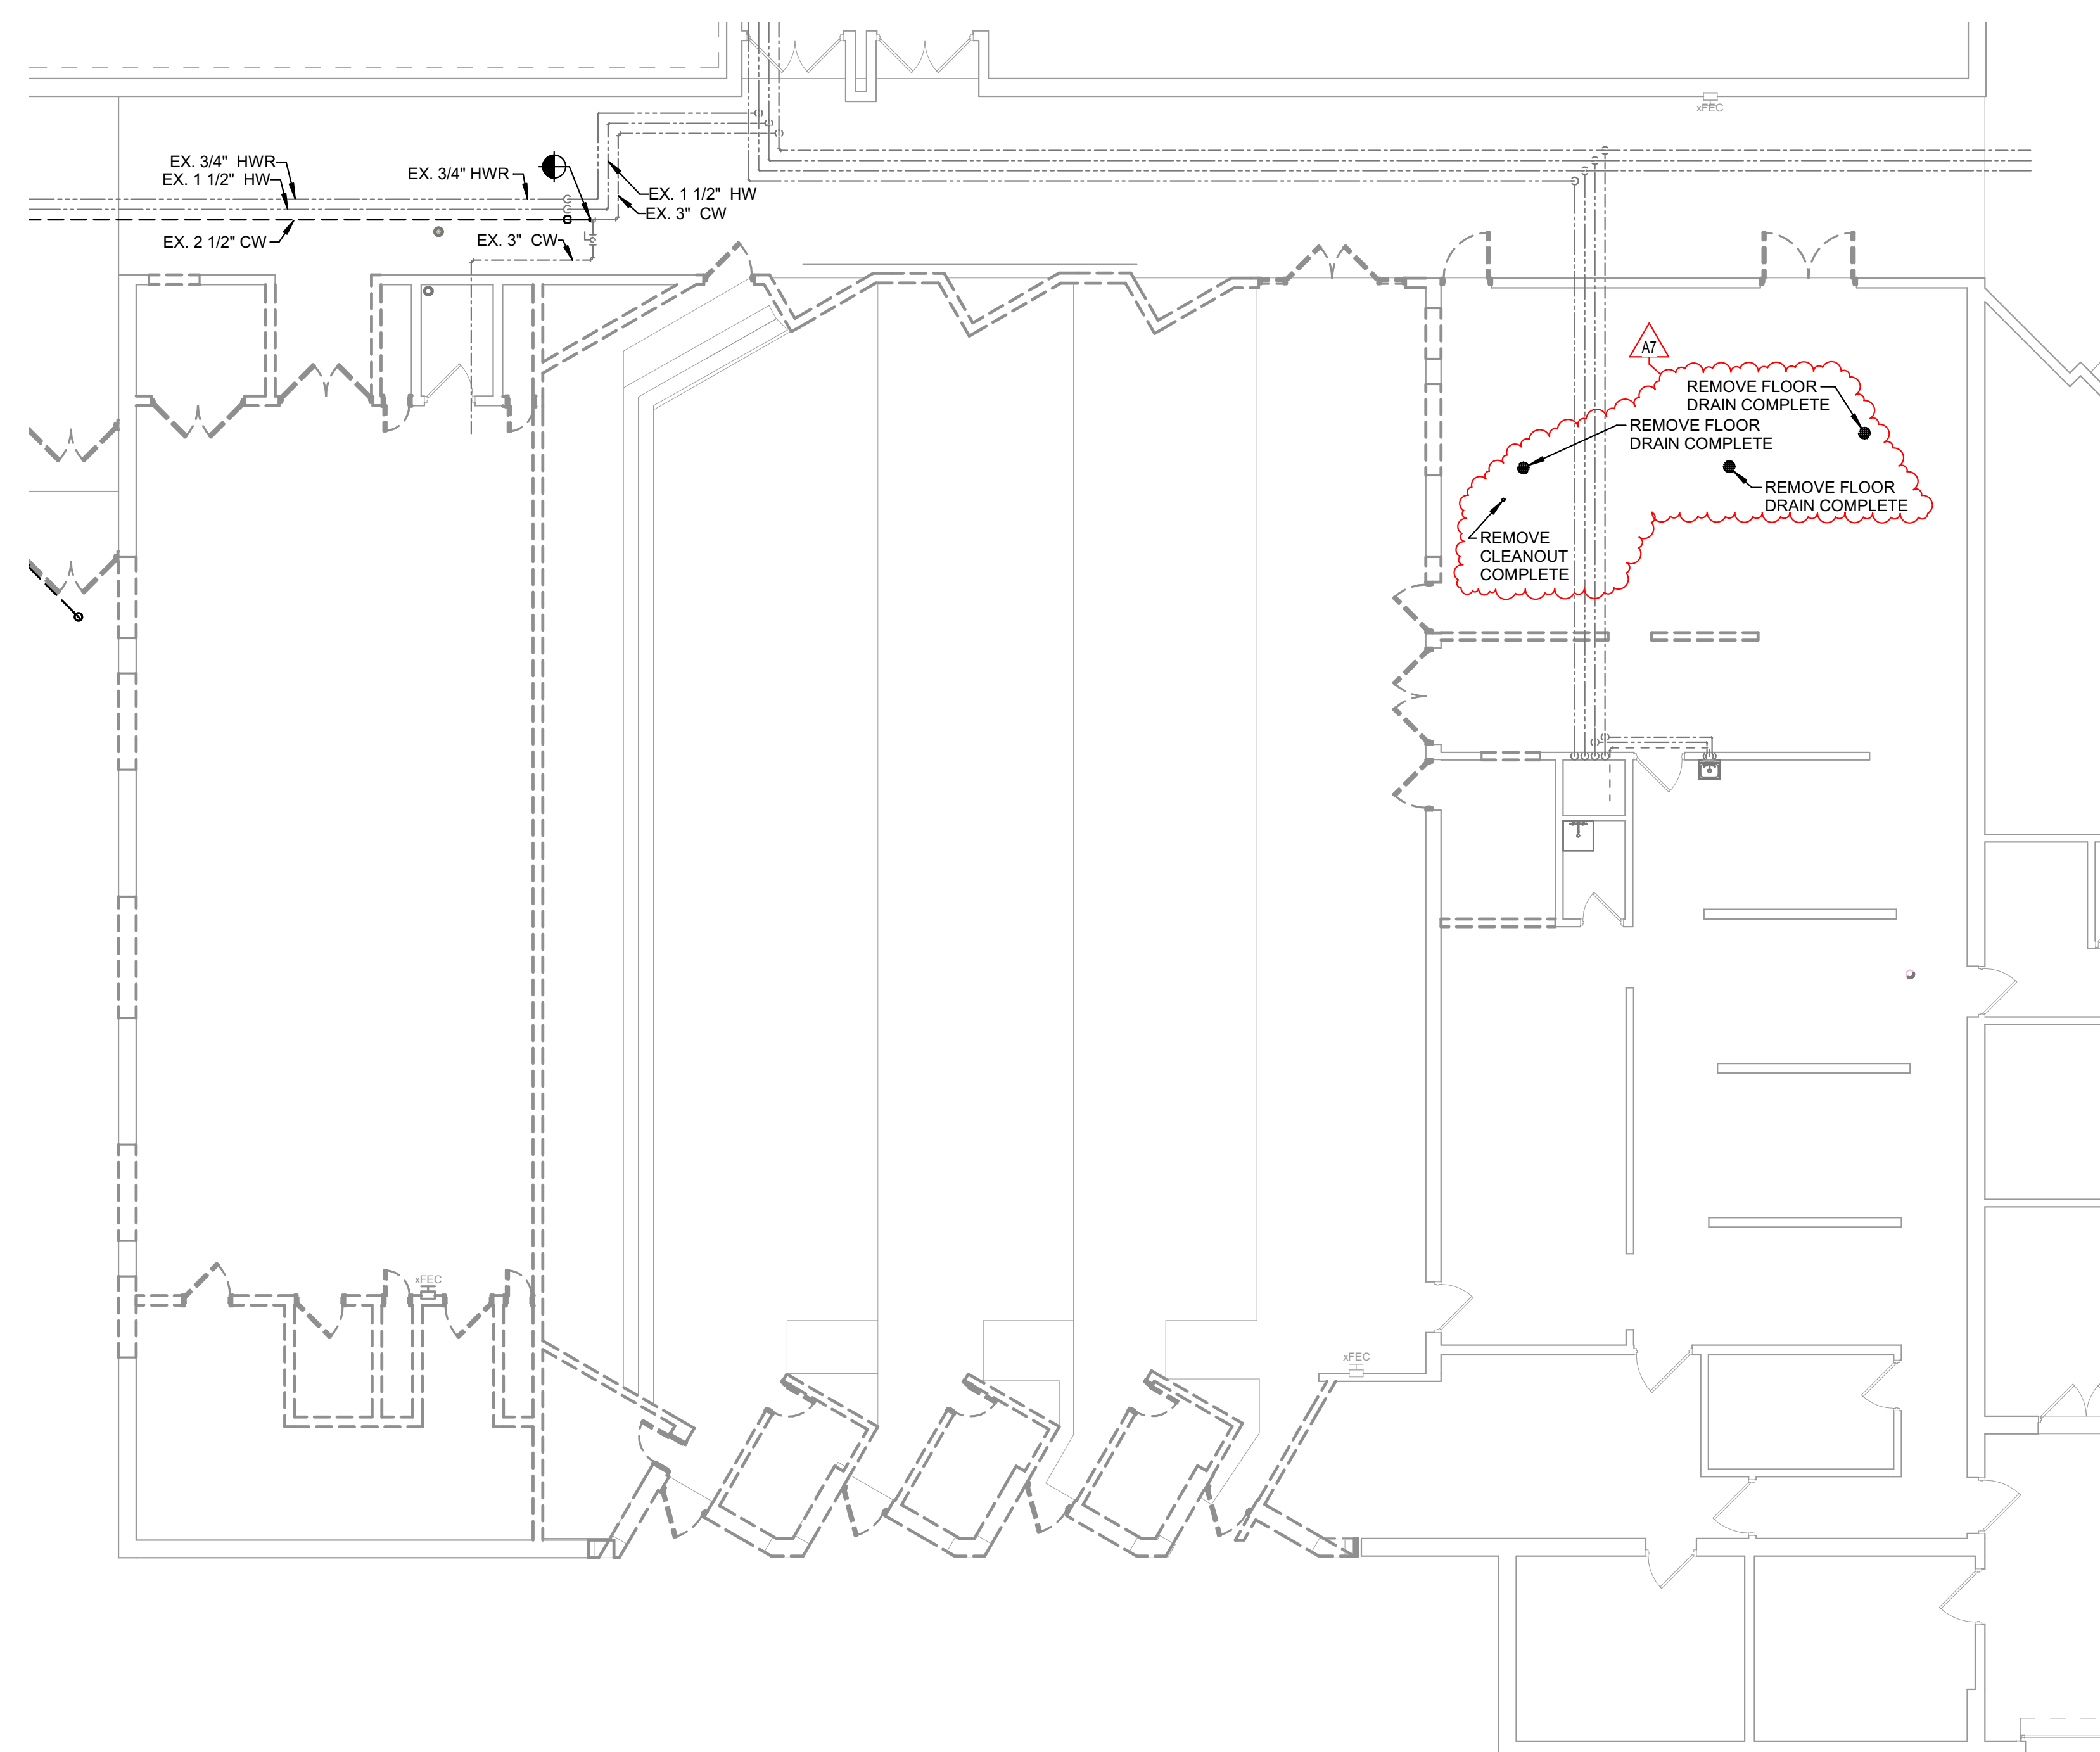 xFEC
EX. 3/4" HWR
EX. 1 1/2" HW
EX. 3/4" HWR
EX. 1 1/2" HW
EX. 3" CW
EX. 2 1/2" CW
EX. 3" CW
A7
REMOVE FLOOR
DRAIN COMPLETE
REMOVE FLOOR
DRAIN COMPLETE
REMOVE FLOOR
DRAIN COMPLETE
REMOVE
CLEANOUT
COMPLETE
xFEC
xFEC